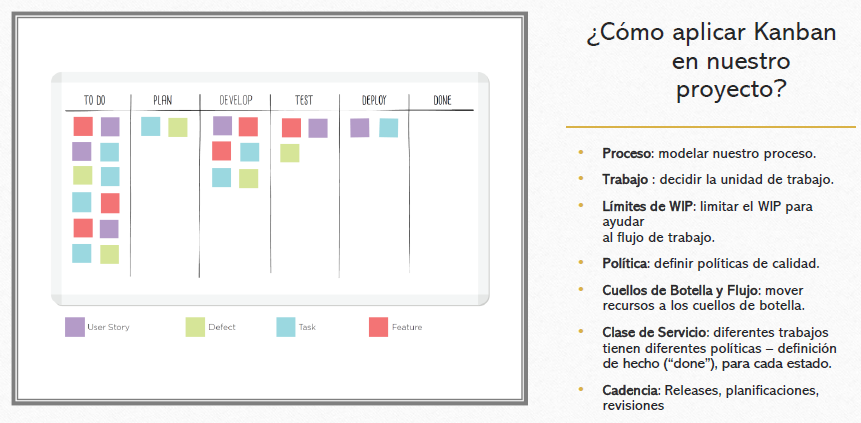 ¿Cómo aplicar Kanban
en nuestro
proyecto?
TO DO
PLAN
DEVELOP
TEST
DEPLOY
DONE
User Story
Defect
Task
Feature
• Proceso: modelar nuestro proceso.
• Trabajo : decidir la unidad de trabajo.
• Límites de WIP: limitar el WIP para
ayudar
al flujo de trabajo.
• Política: definir políticas de calidad.
• Cuellos de Botella y Flujo: mover
recursos a los cuellos de botella.
• Clase de Servicio: diferentes trabajos
tienen diferentes políticas – definición
de hecho (“done”), para cada estado.
• Cadencia: Releases, planificaciones,
revisiones